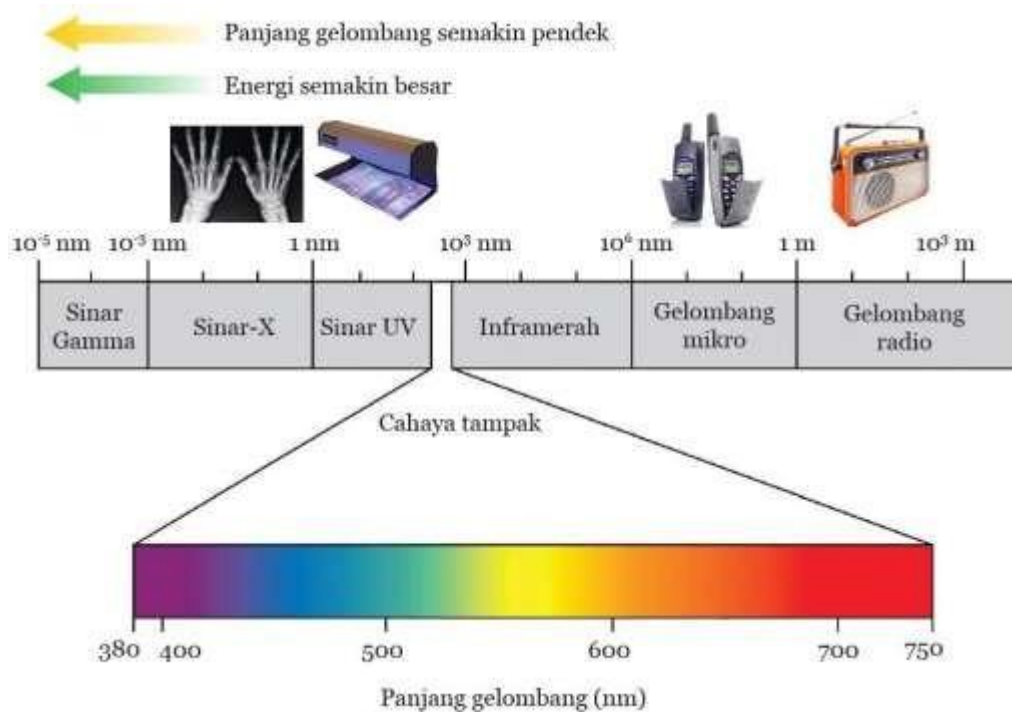 Panjang gelombang semakin pendek
Energi semakin besar
10⁻⁵ nm 10⁻³ nm 1 nm 10³ nm 10⁶ nm 1 m 10³ m
Sinar Gamma
Sinar-X
Sinar UV
Inframerah
Gelombang mikro
Gelombang radio
Cahaya tampak
380 400 500 600 700 750
Panjang gelombang (nm)